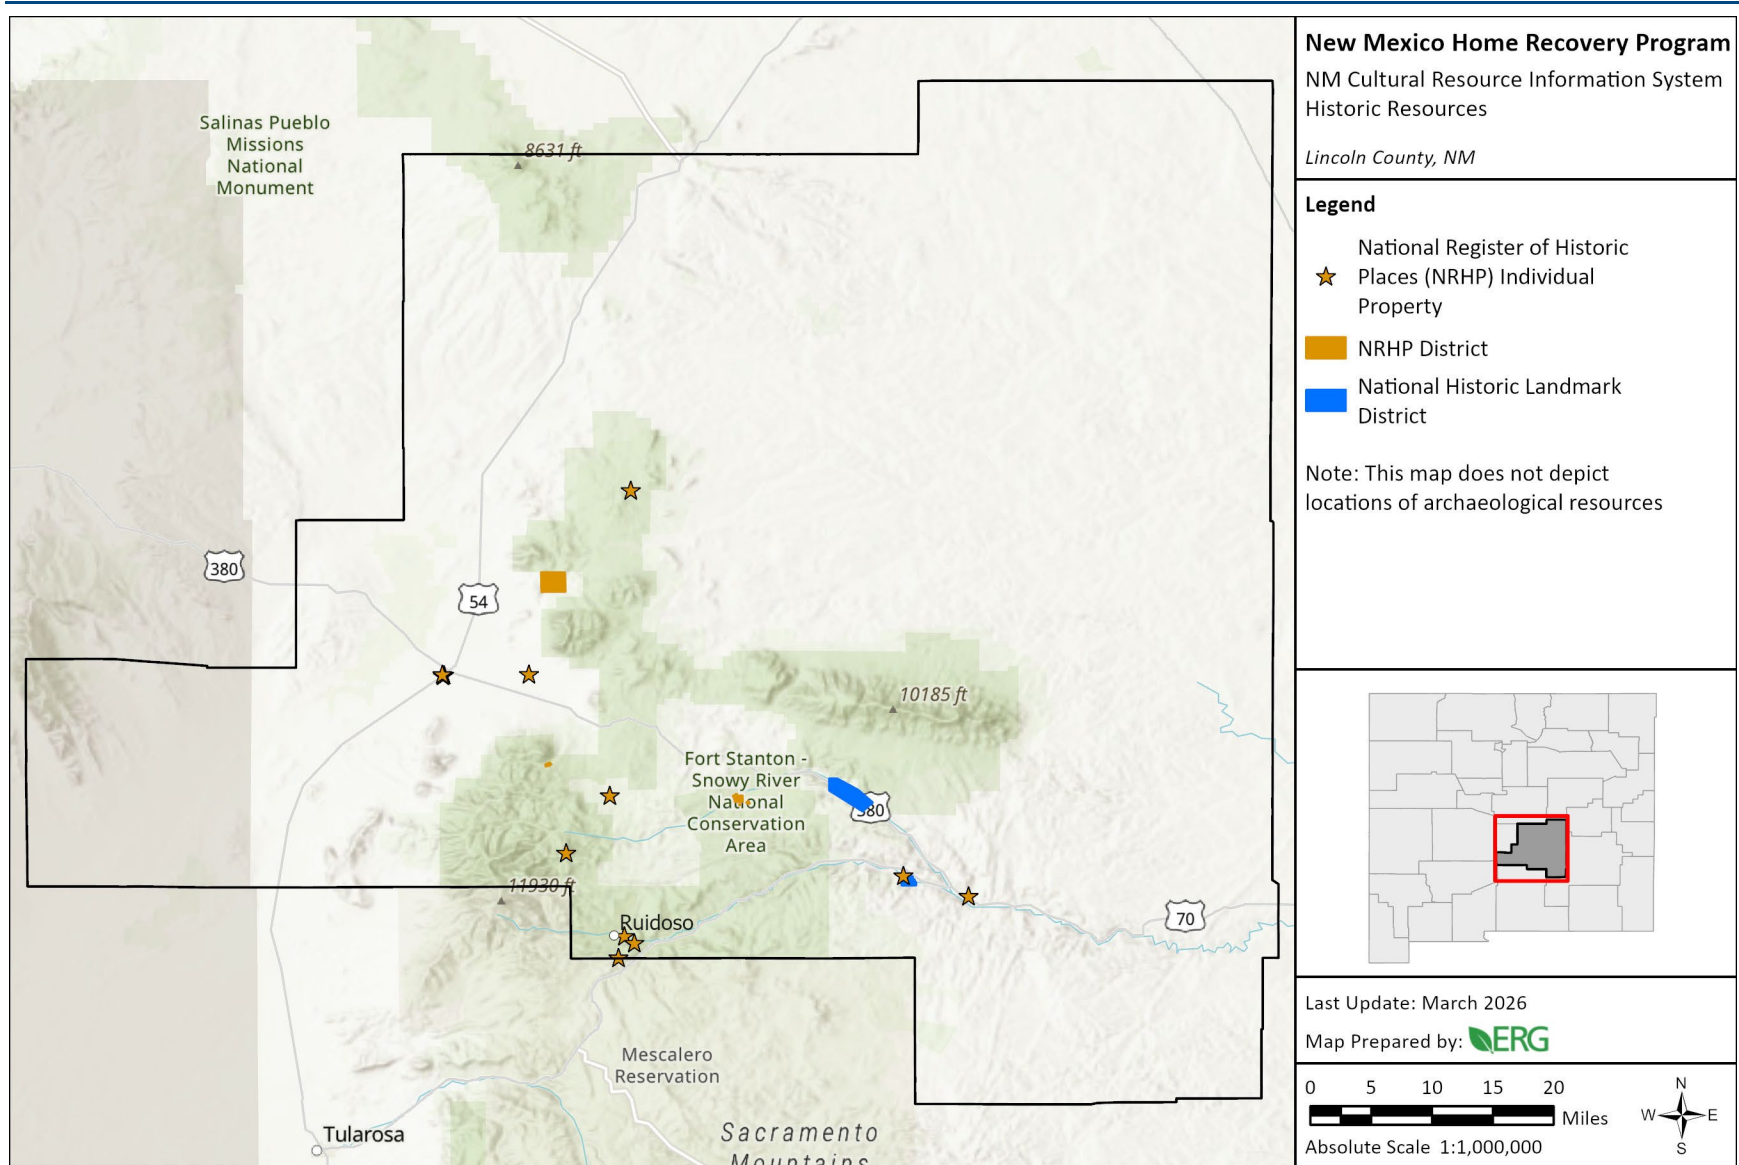 New Mexico Home Recovery Program
NM Cultural Resource Information System
Historic Resources
Lincoln County, NM
Legend
National Register of Historic
Places (NRHP) Individual
Property
NRHP District
National Historic Landmark
District
Note: This map does not depict
locations of archaeological resources
Last Update: March 2026
Map Prepared by: ERG
0 5 10 15 20
Miles
Absolute Scale 1:1,000,000
N
W E
S
Salinas Pueblo
Missions
National
Monument
8631 ft
380
54
10185 ft
Fort Stanton -
Snowy River
National
Conservation
Area
380
11930 ft
Ruidoso
70
Mescalero
Reservation
Tularosa
Sacramento
Mountains